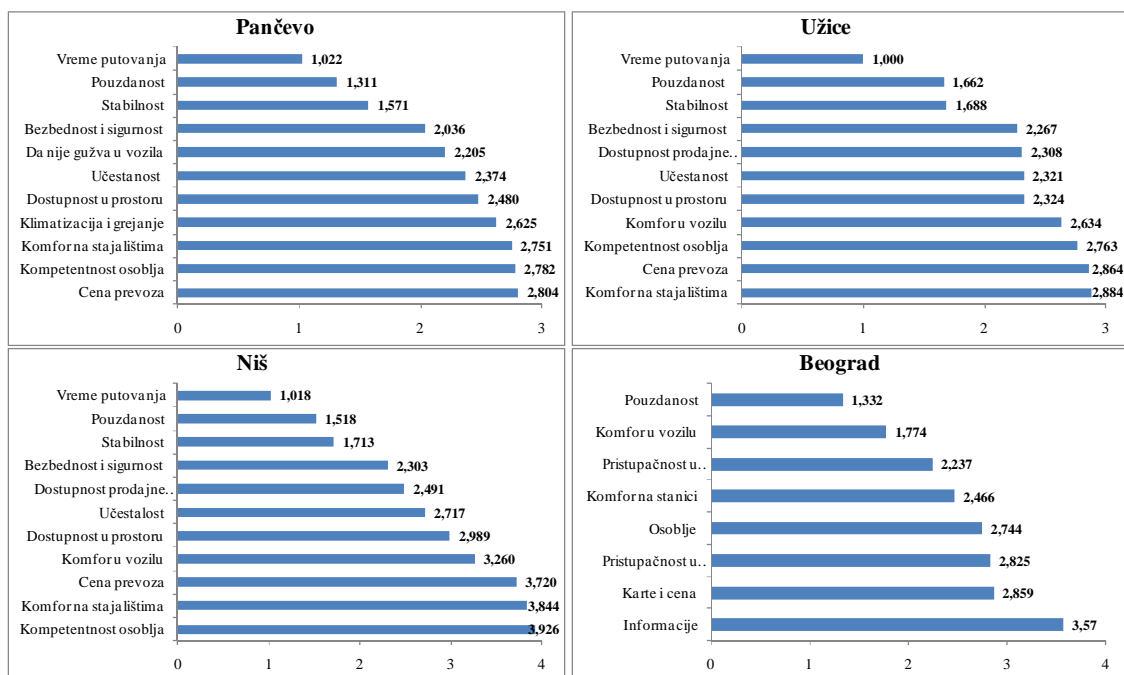 Pančevo
Vreme putovanja 1,022
Pouzdanost 1,311
Stabilnost 1,571
Bezbednost i sigurnost 2,036
Da nije gužva u vozila 2,205
Učestanost 2,374
Dostupnost u prostoru 2,480
Klimatizacija i grejanje 2,625
Komfor na stajalištima 2,751
Kompetentnost osoblja 2,782
Cena prevoza 2,804
0 1 2 3
Užice
Vreme putovanja 1,000
Pouzdanost 1,662
Stabilnost 1,688
Bezbednost i sigurnost 2,267
Dostupnost prodajne.. 2,308
Učestanost 2,321
Dostupnost u prostoru 2,324
Komfor u vozilu 2,634
Kompetentnost osoblja 2,763
Cena prevoza 2,864
Komfor na stajalištima 2,884
0 1 2 3
Niš
Vreme putovanja 1,018
Pouzdanost 1,518
Stabilnost 1,713
Bezbednost i sigurnost 2,303
Dostupnost prodajne.. 2,491
Učestalost 2,717
Dostupnost u prostoru 2,989
Komfor u vozilu 3,260
Cena prevoza 3,720
Komfor na stajalištima 3,844
Kompetentnost osoblja 3,926
0 1 2 3 4
Beograd
Pouzdanost 1,332
Komfor u vozilu 1,774
Pristupačnost u.. 2,237
Komfor na stanici 2,466
Osoblje 2,744
Pristupačnost u.. 2,825
Karte i cena 2,859
Informacije 3,57
0 1 2 3 4